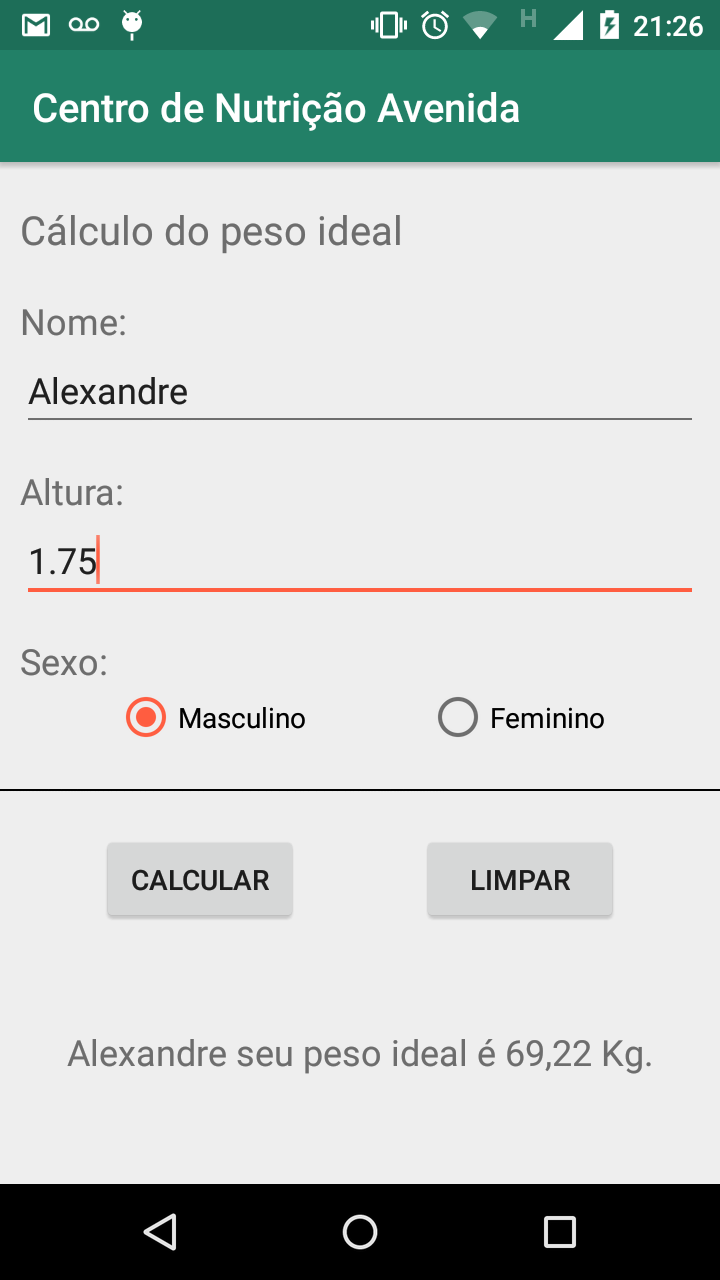 H 21:26
Centro de Nutrição Avenida
Cálculo do peso ideal
Nome:
Alexandre
Altura:
1.75
Sexo:
Masculino Feminino
CALCULAR LIMPAR
Alexandre seu peso ideal é 69,22 Kg.